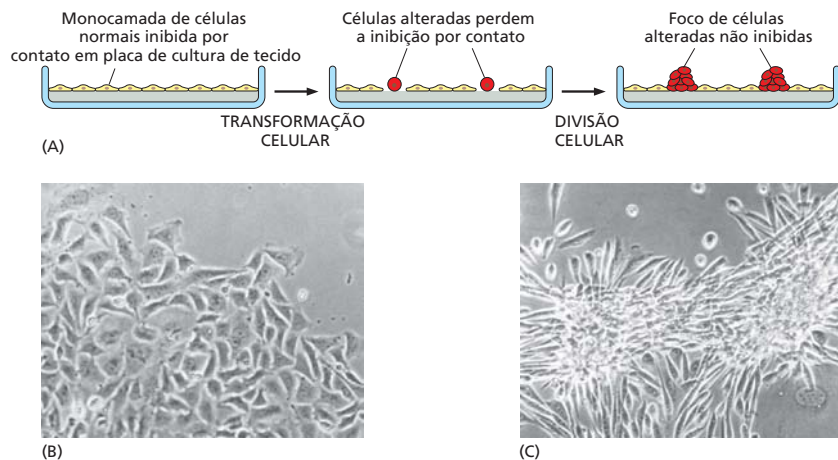 Monocamada de células
normais inibida por
contato em placa de cultura de tecido
Células alteradas perdem
a inibição por contato
Foco de células
alteradas não inibidas
TRANSFORMAÇÃO
CELULAR
DIVISÃO
CELULAR
(A)
(B)
(C)